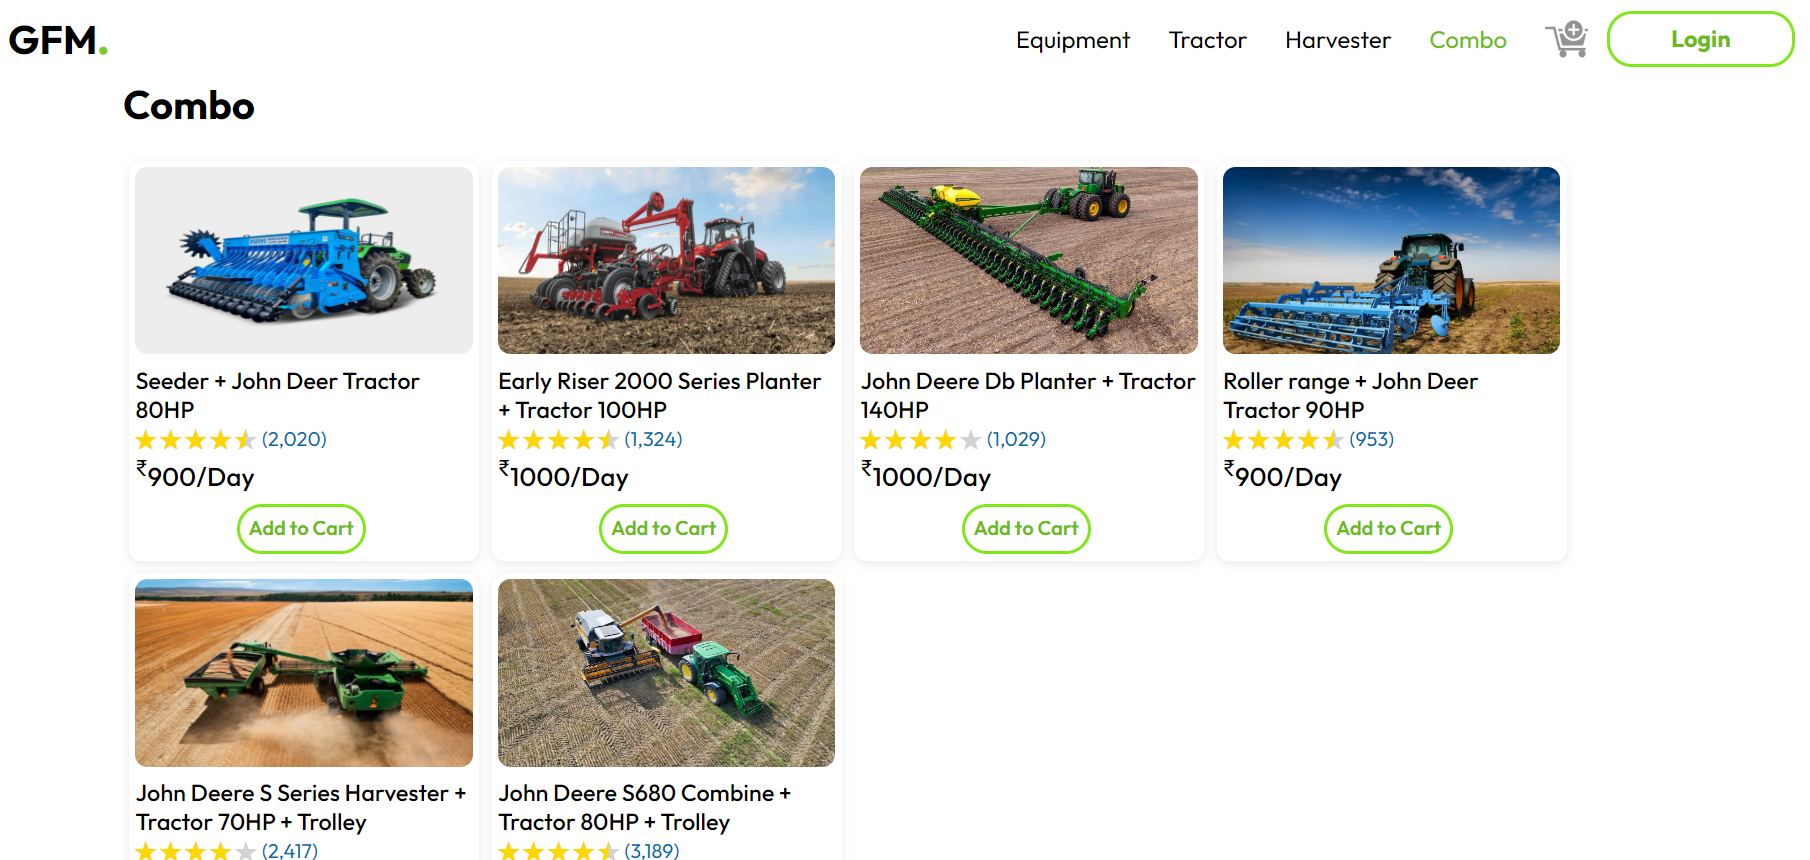 GFM.
Equipment Tractor Harvester Combo Login
Combo
Seeder + John Deer Tractor
80HP
(2,020)
₹900/Day
Add to Cart
Early Riser 2000 Series Planter
+ Tractor 100HP
(1,324)
₹1000/Day
Add to Cart
John Deere Db Planter + Tractor
140HP
(1,029)
₹1000/Day
Add to Cart
Roller range + John Deer
Tractor 90HP
(953)
₹900/Day
Add to Cart
John Deere S Series Harvester +
Tractor 70HP + Trolley
(2,417)
John Deere S680 Combine +
Tractor 80HP + Trolley
(3,189)